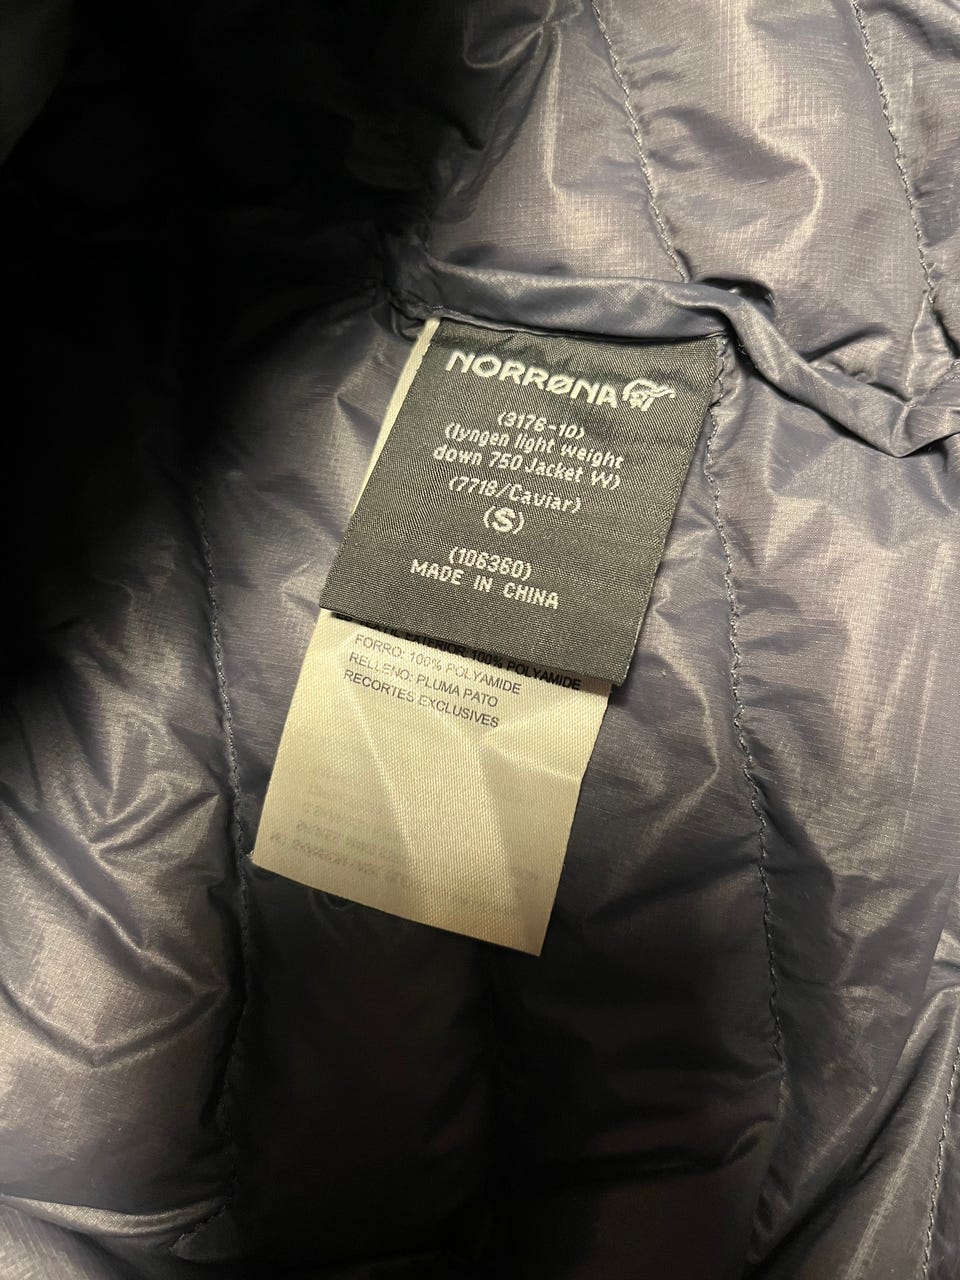 NORRØNA
(3176-10)
(lyngen light weight
down 750 Jacket W)
(7718/Caviar)
(S)
(106360)
MADE IN CHINA
EXTERIOR: 100% POLYAMIDE
FORRO: 100% POLYAMIDE
RELLENO: PLUMA PATO
RECORTES EXCLUSIVES